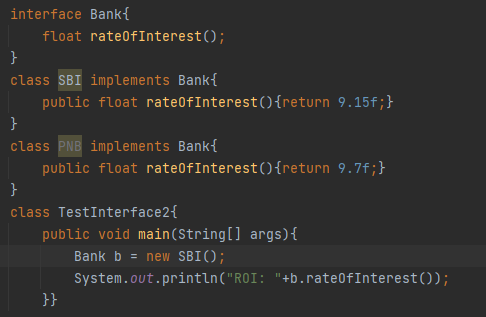 interface Bank{
    float rateOfInterest();
}
class SBI implements Bank{
    public float rateOfInterest(){return 9.15f;}
}
class PNB implements Bank{
    public float rateOfInterest(){return 9.7f;}
}
class TestInterface2{
    public void main(String[] args){
        Bank b = new SBI();
        System.out.println("ROI: "+b.rateOfInterest());
    }}